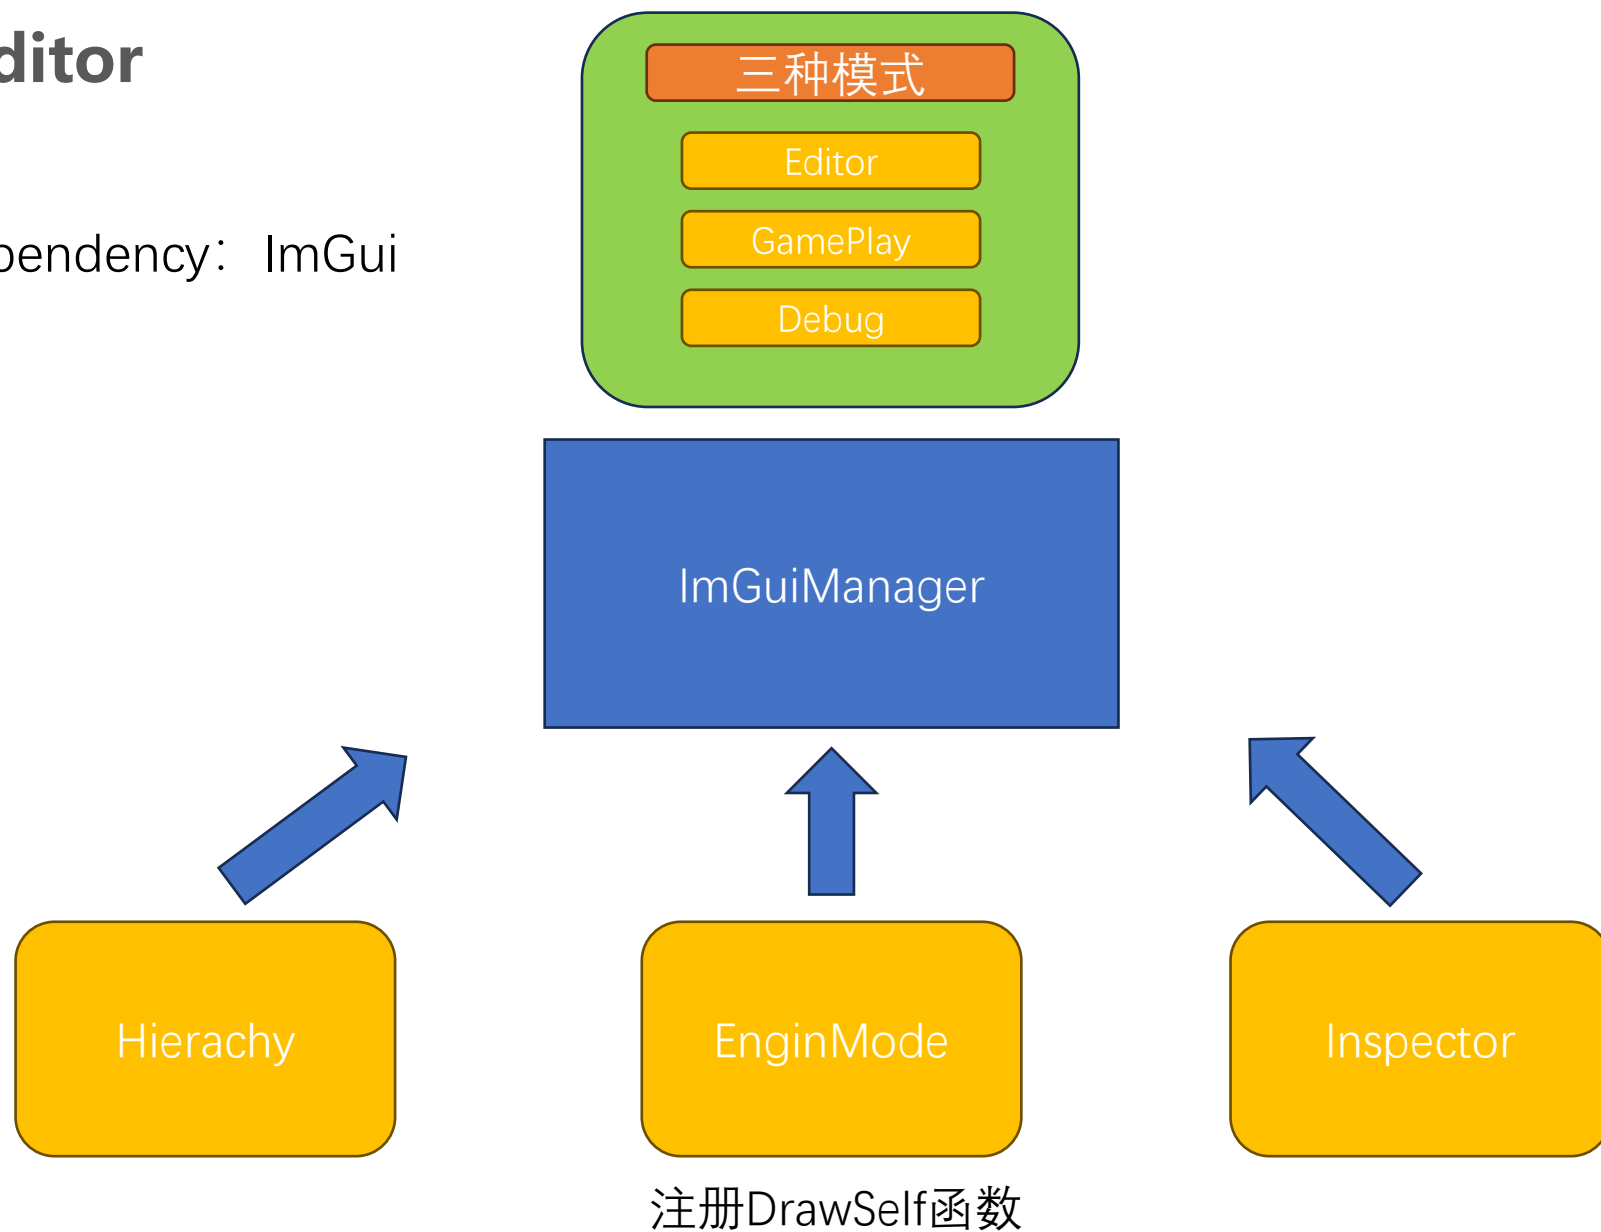 ditor
三种模式
Editor
pendency： ImGui
GamePlay
Debug
ImGuiManager
Hierachy
EnginMode
Inspector
注册DrawSelf函数